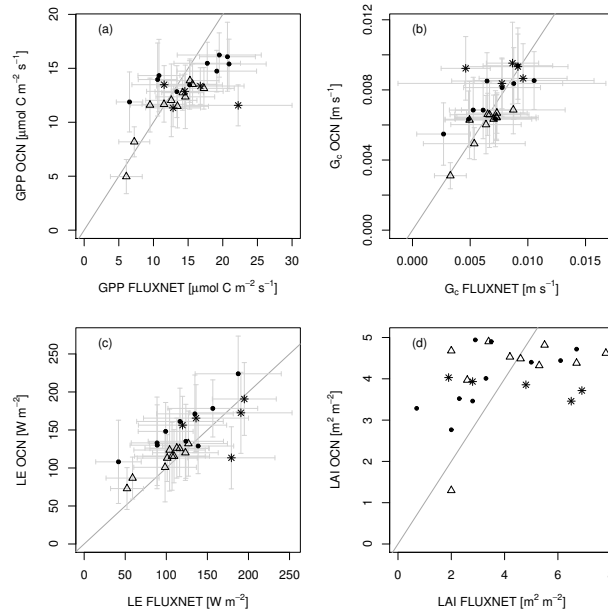 (a)
GPP OCN [μmol C m⁻² s⁻¹]
0 5 10 15 20
0 5 10 15 20 25 30
GPP FLUXNET [μmol C m⁻² s⁻¹]
(b)
G_c OCN [m s⁻¹]
0.000 0.004 0.008 0.012
0.000 0.005 0.010 0.015
G_c FLUXNET [m s⁻¹]
(c)
LE OCN [W m⁻²]
0 50 100 150 200 250
0 50 100 150 200 250
LE FLUXNET [W m⁻²]
(d)
LAI OCN [m² m⁻²]
0 1 2 3 4 5
0 2 4 6 8
LAI FLUXNET [m² m⁻²]